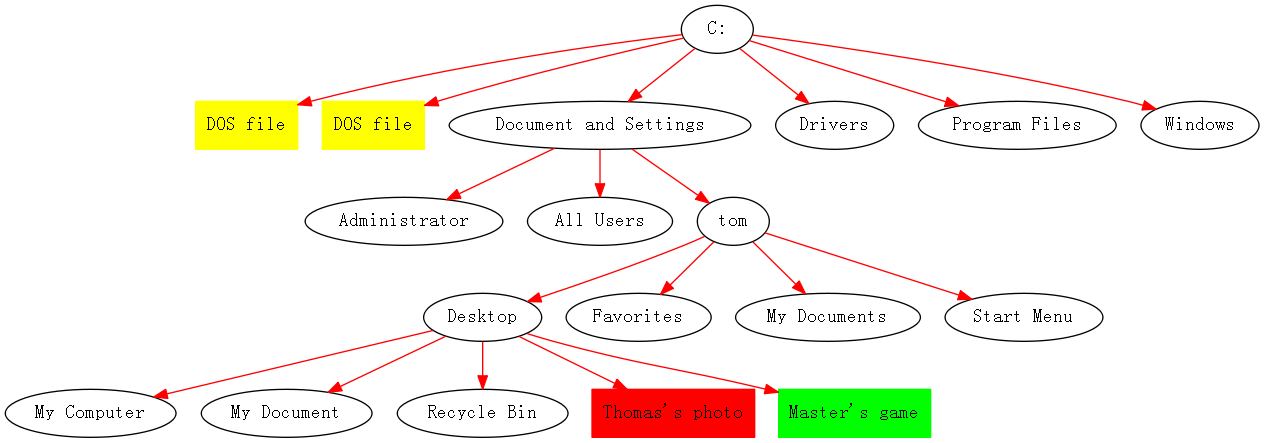 C:
DOS file
DOS file
Document and Settings
Drivers
Program Files
Windows
Administrator
All Users
tom
Desktop
Favorites
My Documents
Start Menu
My Computer
My Document
Recycle Bin
Thomas's photo
Master's game